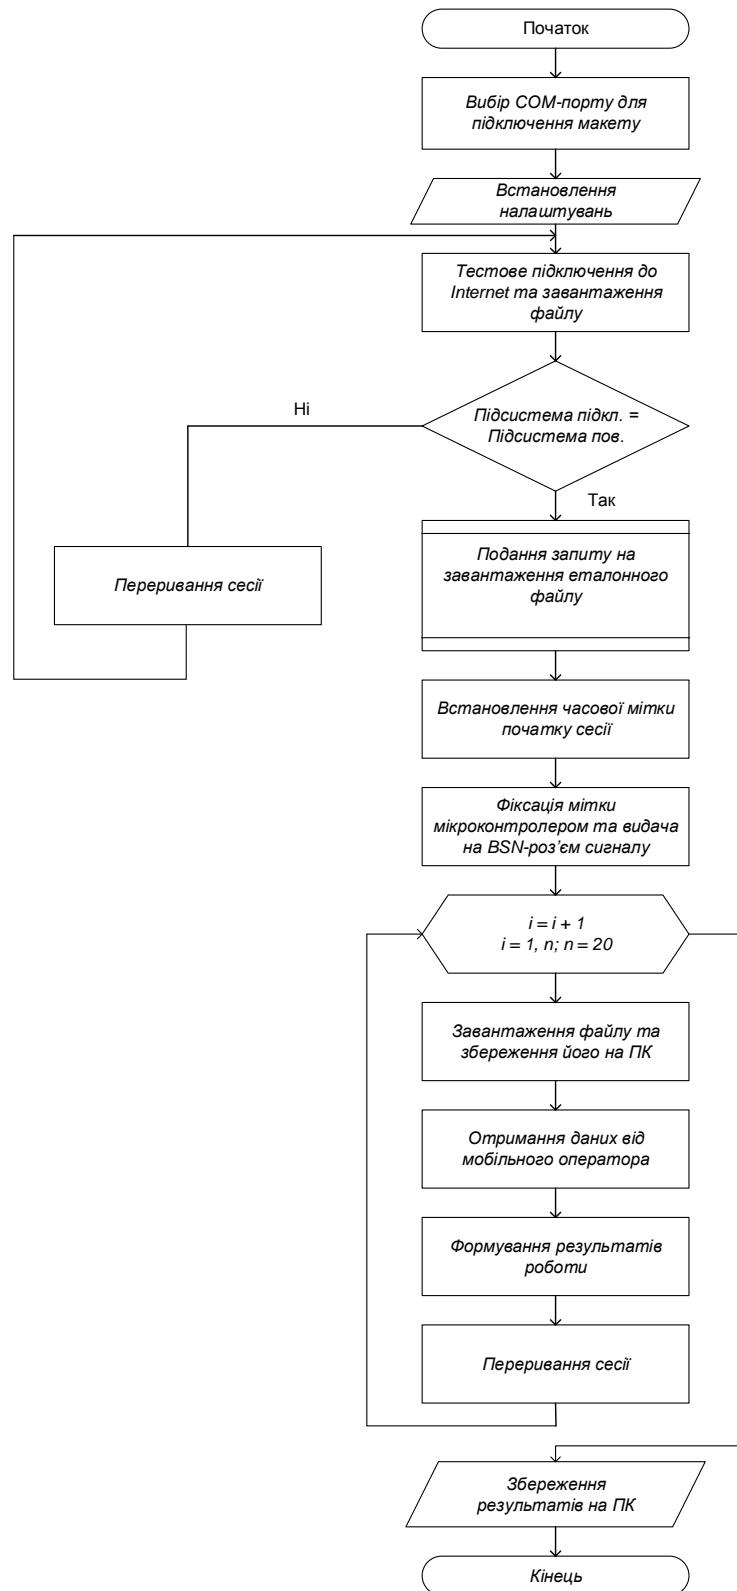 Початок
Вибір COM-порту для
підключення макету
Встановлення
налаштувань
Тестове підключення до
Internet та завантаження
файлу
Підсистема підкл. =
Підсистема пов.
Ні
Так
Переривання сесії
Подання запиту на
завантаження еталонного
файлу
Встановлення часової мітки
початку сесії
Фіксація мітки
мікроконтролером та видача
на BSN-роз’єм сигналу
i = i + 1
i = 1, n; n = 20
Завантаження файлу та
збереження його на ПК
Отримання даних від
мобільного оператора
Формування результатів
роботи
Переривання сесії
Збереження
результатів на ПК
Кінець